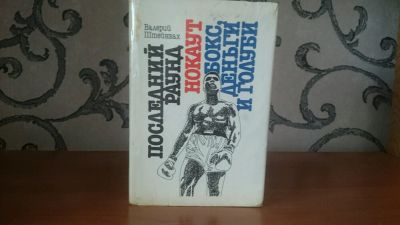 Валерий
Штейнбах
ПОСЛЕДНИЙ
РАУНД
НОКАУТ
БОКС,
ДЕНЬГИ
И ГОЛУБИ